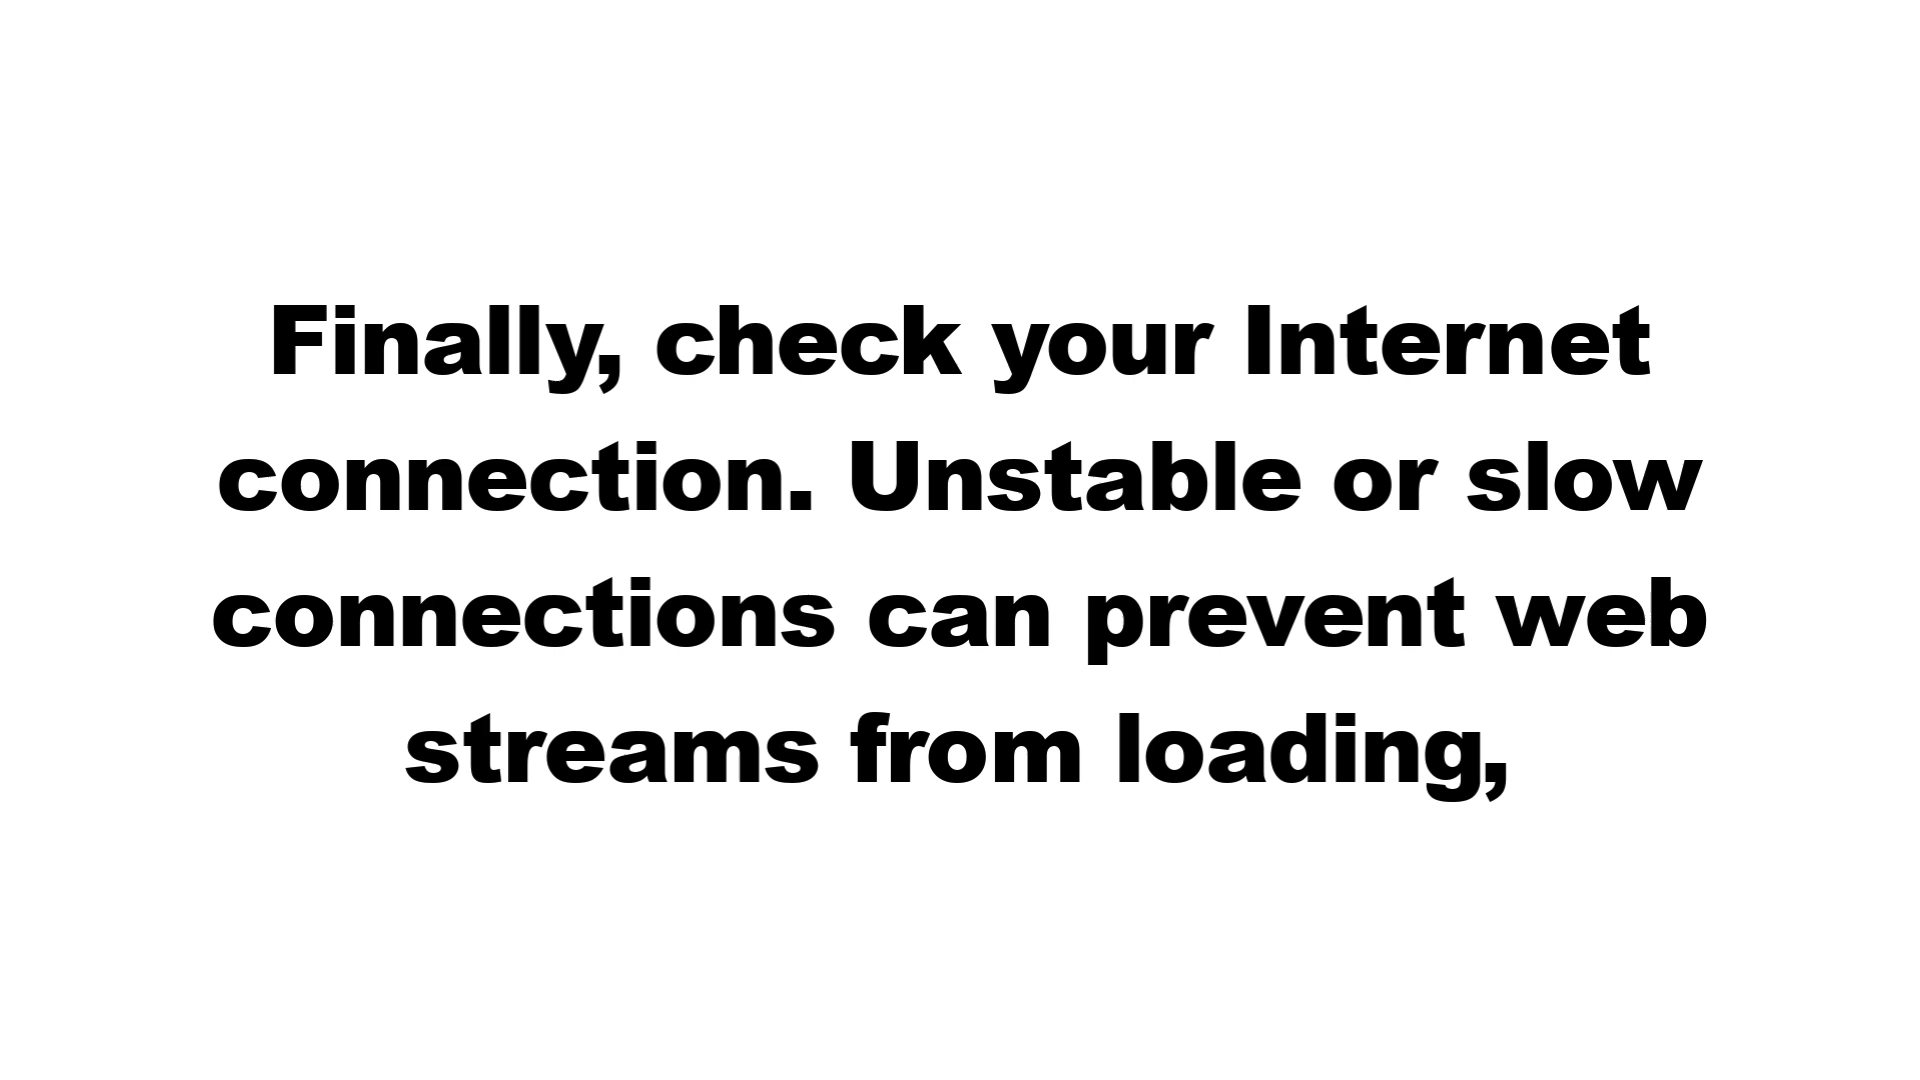 Finally, check your Internet
connection. Unstable or slow
connections can prevent web
streams from loading,